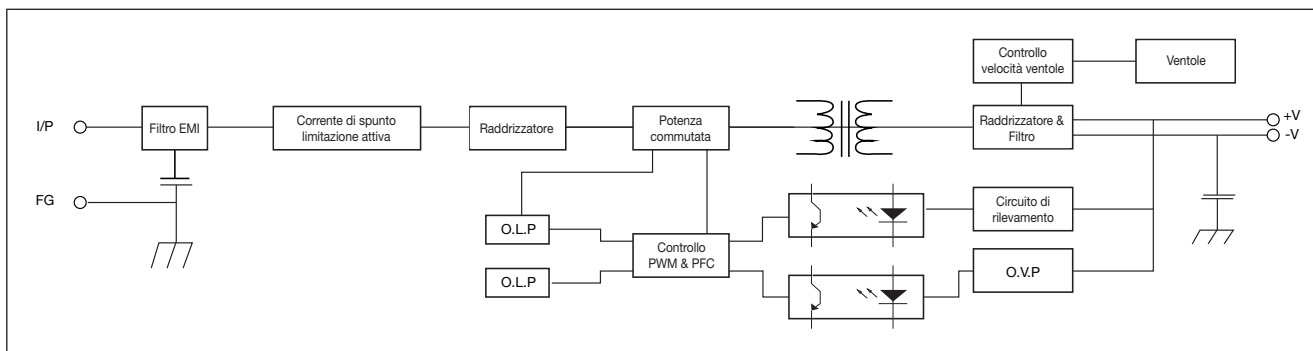 Controllo
velocità ventole
Ventole
I/P
Filtro EMI
Corrente di spunto
limitazione attiva
Raddrizzatore
Potenza
commutata
Raddrizzatore &
Filtro
+V
-V
FG
O.L.P
Controllo
PWM & PFC
Circuito di
rilevamento
O.L.P
O.V.P